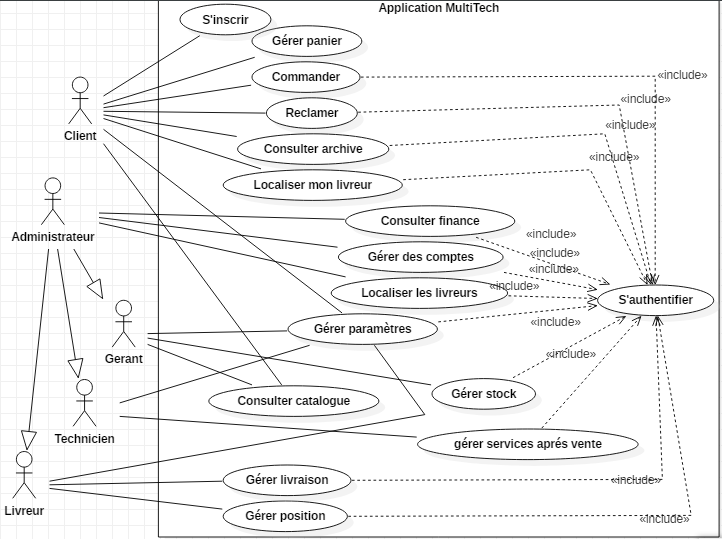 Application MultiTech
S'inscrir
Gérer panier
Commander
«include»
Reclamer
«include»
Client
Consulter archive
«include»
Localiser mon livreur
«include»
Administrateur
Consulter finance
«include»
Gérer des comptes
«include»
«include»
Localiser les livreurs
«include»
S'authentifier
Gérer paramètres
«include»
Gerant
«include»
Gérer stock
Consulter catalogue
Technicien
gérer services aprés vente
Gérer livraison
«include»
Livreur
Gérer position
«include»